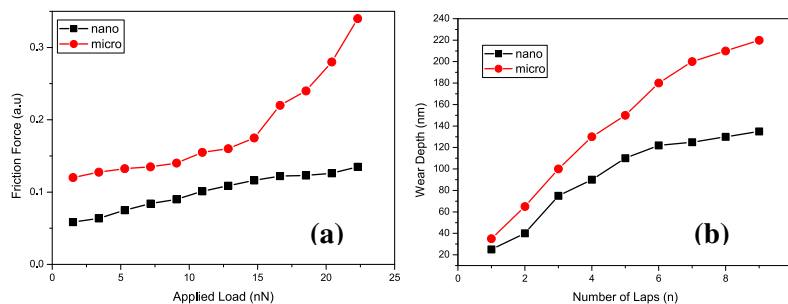 0.3
0.2
0.1
0.0
0
5
10
15
20
25
Friction Force (a.u)
Applied Load (nN)
nano
micro
(a)
220
200
180
160
140
120
100
80
60
40
20
0
2
4
6
8
Wear Depth (nm)
Number of Laps (n)
nano
micro
(b)